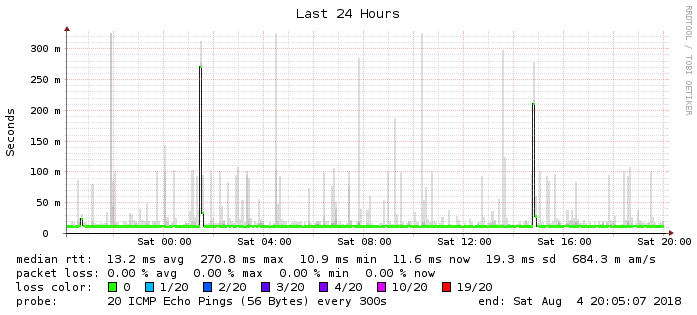 Last 24 Hours
RRDTOOL / TOBI OETIKER
Seconds
300 m
250 m
200 m
150 m
100 m
50 m
0
Sat 00:00 Sat 04:00 Sat 08:00 Sat 12:00 Sat 16:00 Sat 20:00
median rtt: 13.2 ms avg 270.8 ms max 10.9 ms min 11.6 ms now 19.3 ms sd 684.3 m am/s
packet loss: 0.00 % avg 0.00 % max 0.00 % min 0.00 % now
loss color: 0 1/20 2/20 3/20 4/20 10/20 19/20
probe: 20 ICMP Echo Pings (56 Bytes) every 300s end: Sat Aug 4 20:05:07 2018